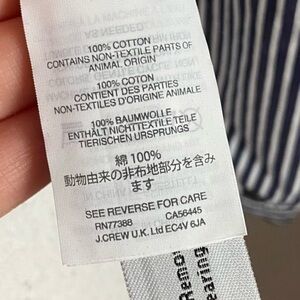 100% COTTON
CONTAINS NON-TEXTILE PARTS OF
ANIMAL ORIGIN
100% COTON
CONTIENT DES PARTIES
NON-TEXTILES D'ORIGINE ANIMALE
100% BAUMWOLLE
ENTHÄLT NICHTTEXTILE TEILE
TIERISCHEN URSPRUNGS
綿 100%
動物由来の非布地部分を含み
ます
SEE REVERSE FOR CARE
RN77388 CA56445
J.CREW U.K. Ltd EC4V 6JA